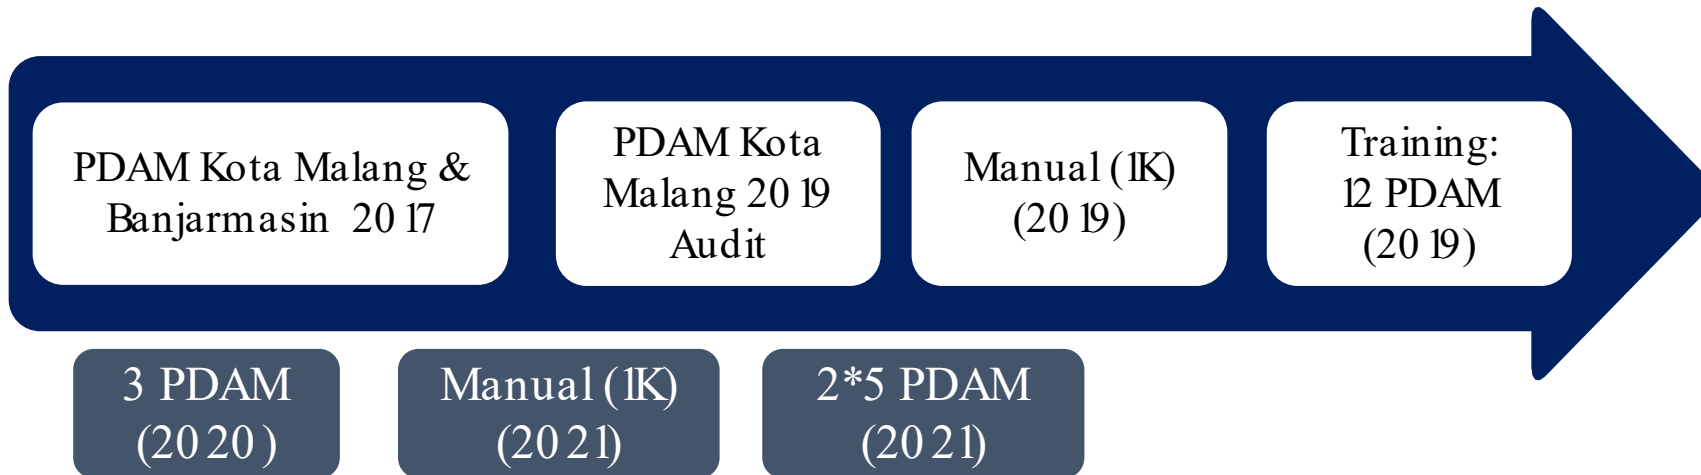 PDAM Kota Malang &
Banjarmasin 2017
PDAM Kota
Malang 2019
Audit
Manual (1K)
(2019)
Training:
12 PDAM
(2019)
3 PDAM
(2020)
Manual (1K)
(2021)
2*5 PDAM
(2021)